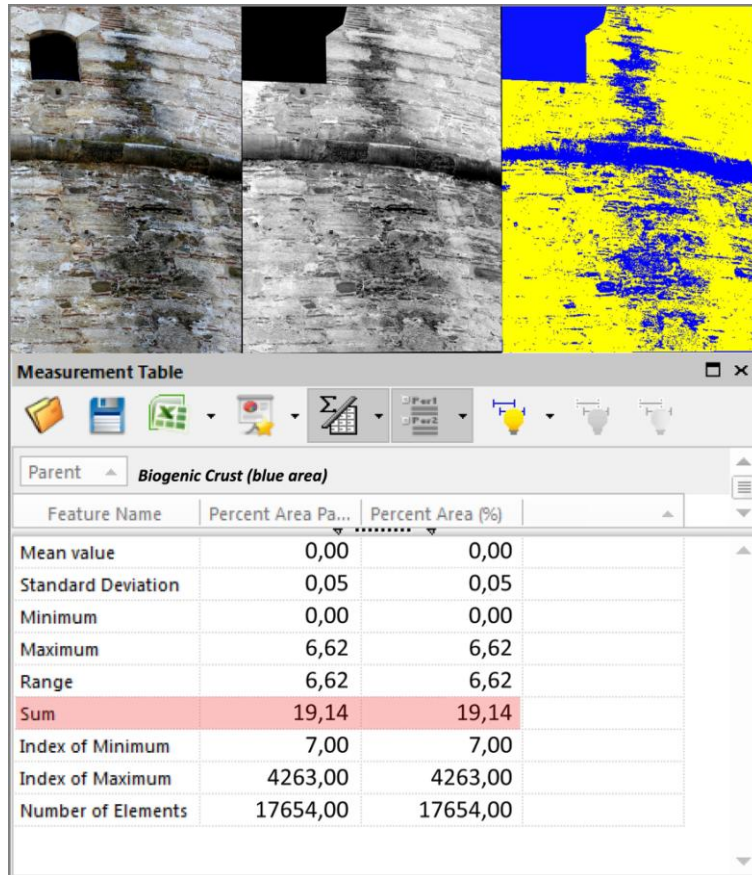 Measurement Table
Σ
Par1
Par2
Parent Biogenic Crust (blue area)
Feature Name Percent Area Pa... Percent Area (%)
Mean value 0,00 0,00
Standard Deviation 0,05 0,05
Minimum 0,00 0,00
Maximum 6,62 6,62
Range 6,62 6,62
Sum 19,14 19,14
Index of Minimum 7,00 7,00
Index of Maximum 4263,00 4263,00
Number of Elements 17654,00 17654,00